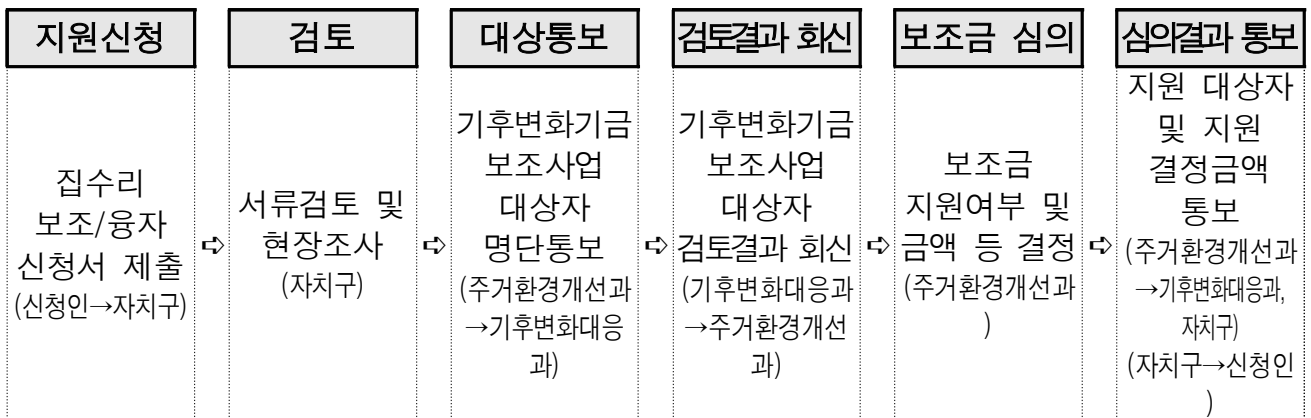 지원신청
집수리
보조/융자
신청서 제출
(신청인→자치구)
➪
검토
서류검토 및
현장조사
(자치구)
➪
대상통보
기후변화기금
보조사업
대상자
명단통보
(주거환경개선과
→기후변화대응
과)
➪
검토결과 회신
기후변화기금
보조사업
대상자
검토결과 회신
(기후변화대응과
→주거환경개선
과)
➪
보조금 심의
보조금
지원여부 및
금액 등 결정
(주거환경개선과
)
➪
심의결과 통보
지원 대상자
및 지원
결정금액
통보
(주거환경개선과
→기후변화대응과,
자치구)
(자치구→신청인
)